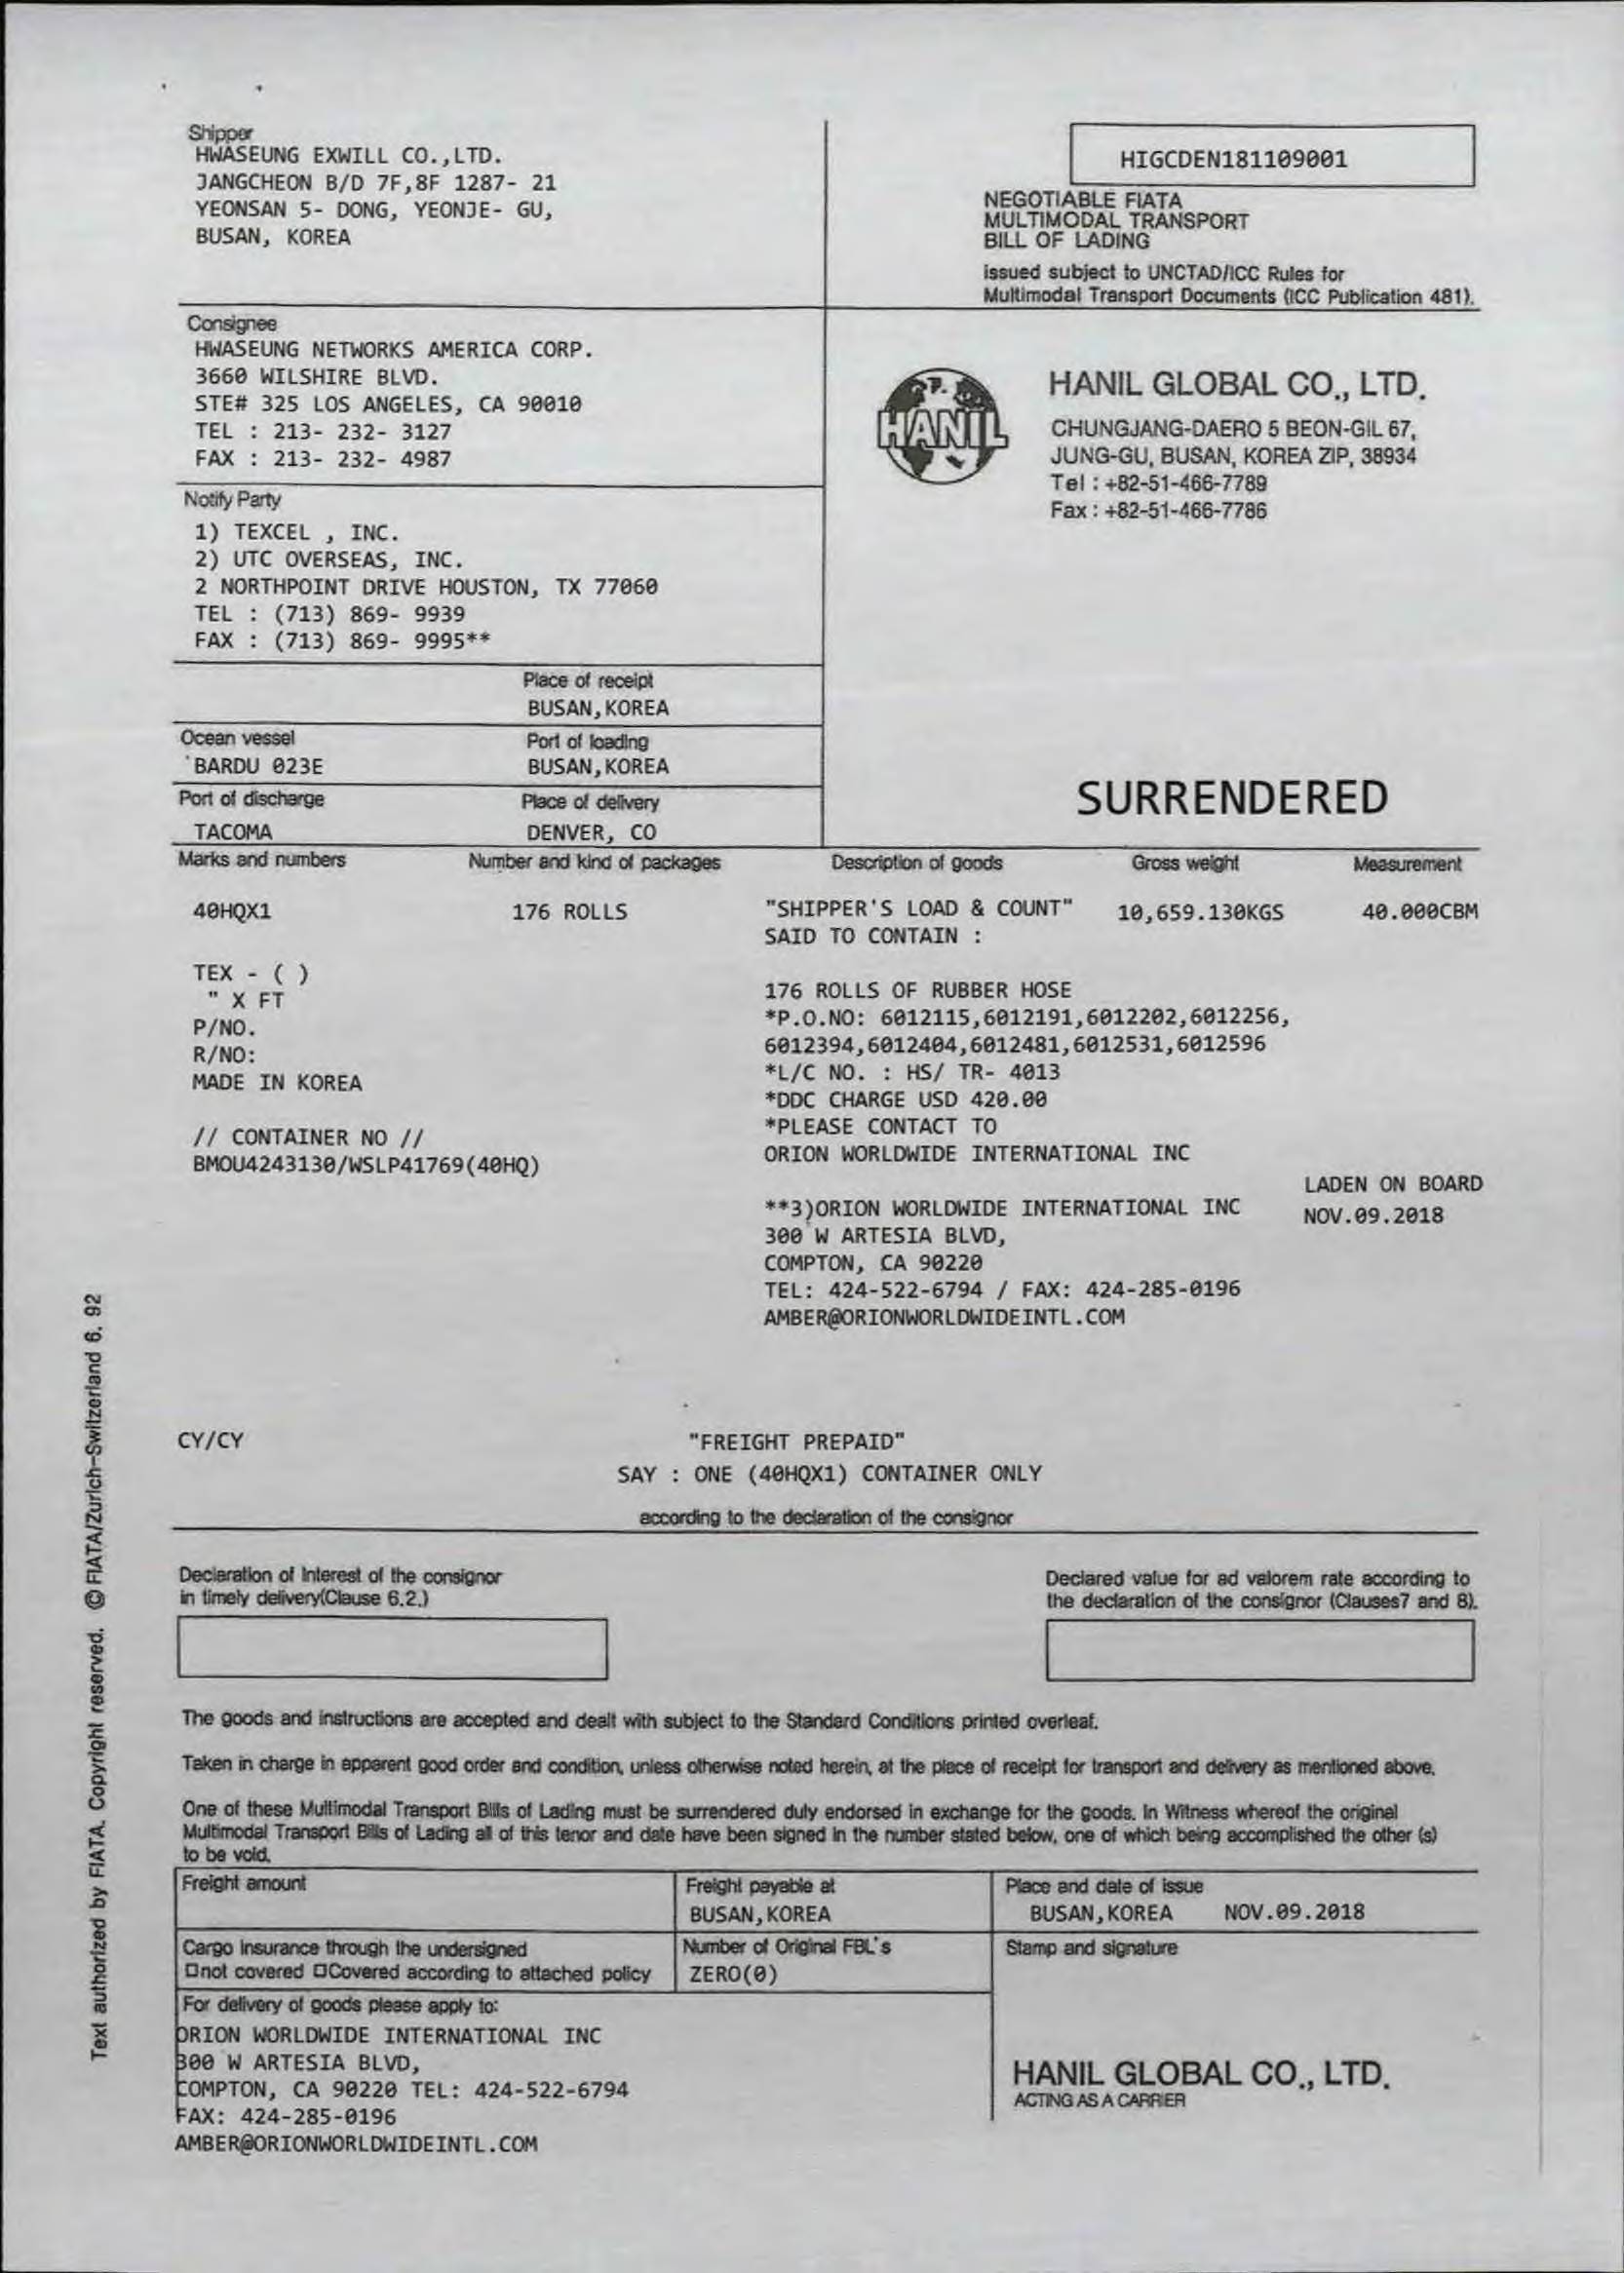 Shipper
HWASEUNG EXWILL CO.,LTD.
JANGCHEON B/D 7F,8F 1287- 21
YEONSAN 5- DONG, YEONJE- GU,
BUSAN, KOREA
HIGCDEN181109001
NEGOTIABLE FIATA
MULTIMODAL TRANSPORT
BILL OF LADING
issued subject to UNCTAD/ICC Rules for
Multimodal Transport Documents (ICC Publication 481).
Consignee
HWASEUNG NETWORKS AMERICA CORP.
3660 WILSHIRE BLVD.
STE# 325 LOS ANGELES, CA 90010
TEL : 213- 232- 3127
FAX : 213- 232- 4987
HANIL
HANIL GLOBAL CO., LTD.
CHUNGJANG-DAERO 5 BEON-GIL 67,
JUNG-GU, BUSAN, KOREA ZIP, 38934
Tel : +82-51-466-7789
Fax : +82-51-466-7786
Notify Party
1) TEXCEL , INC.
2) UTC OVERSEAS, INC.
2 NORTHPOINT DRIVE HOUSTON, TX 77060
TEL : (713) 869- 9939
FAX : (713) 869- 9995**
Place of receipt
BUSAN,KOREA
Ocean vessel Port of loading
BARDU 023E BUSAN,KOREA
Port of discharge Place of delivery
TACOMA DENVER, CO
SURRENDERED
Marks and numbers Number and kind of packages Description of goods Gross weight Measurement
40HQX1 176 ROLLS "SHIPPER'S LOAD & COUNT" 10,659.130KGS 40.000CBM
SAID TO CONTAIN :
TEX - ( )
" X FT
P/NO.
R/NO:
MADE IN KOREA
// CONTAINER NO //
BMOU4243130/WSLP41769(40HQ)
176 ROLLS OF RUBBER HOSE
*P.O.NO: 6012115,6012191,6012202,6012256,
6012394,6012404,6012481,6012531,6012596
*L/C NO. : HS/ TR- 4013
*DDC CHARGE USD 420.00
*PLEASE CONTACT TO
ORION WORLDWIDE INTERNATIONAL INC
**3)ORION WORLDWIDE INTERNATIONAL INC
300 W ARTESIA BLVD,
COMPTON, CA 90220
TEL: 424-522-6794 / FAX: 424-285-0196
AMBER@ORIONWORLDWIDEINTL.COM
LADEN ON BOARD
NOV.09.2018
CY/CY "FREIGHT PREPAID"
SAY : ONE (40HQX1) CONTAINER ONLY
according to the declaration of the consignor
Declaration of Interest of the consignor
in timely delivery(Clause 6.2.)
Declared value for ad valorem rate according to
the declaration of the consignor (Clauses7 and 8).
The goods and instructions are accepted and dealt with subject to the Standard Conditions printed overleaf.
Taken in charge in apparent good order and condition, unless otherwise noted herein, at the place of receipt for transport and delivery as mentioned above.
One of these Multimodal Transport Bills of Lading must be surrendered duly endorsed in exchange for the goods. In Witness whereof the original
Multimodal Transport Bills of Lading all of this tenor and date have been signed in the number stated below, one of which being accomplished the other (s)
to be void.
Freight amount Freight payable at Place and date of issue
BUSAN,KOREA BUSAN,KOREA NOV.09.2018
Cargo Insurance through the undersigned Number of Original FBL's Stamp and signature
□not covered □Covered according to attached policy ZERO(0)
For delivery of goods please apply to:
ORION WORLDWIDE INTERNATIONAL INC
300 W ARTESIA BLVD,
COMPTON, CA 90220 TEL: 424-522-6794
FAX: 424-285-0196
AMBER@ORIONWORLDWIDEINTL.COM
HANIL GLOBAL CO., LTD.
ACTING AS A CARRIER
Text authorized by FIATA. Copyright reserved. © FIATA/Zurich-Switzerland 6. 92